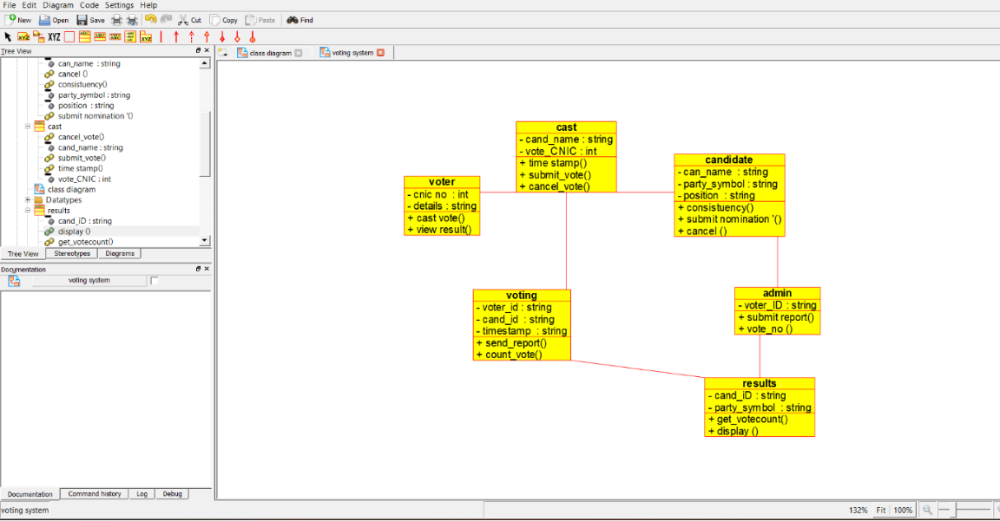 File Edit Diagram Code Settings Help
New Open Save Cut Copy Paste Find
XYZ
Tree View
class diagram voting system
can_name : string
cancel ()
consistuency()
party_symbol : string
position : string
submit nomination '()
cast
cancel_vote()
cand_name : string
submit_vote()
time stamp()
vote_CNIC : int
class diagram
Datatypes
results
cand_iD : string
display ()
get_votecount()
Tree View Stereotypes Diagrams
Documentation
voting system
cast
- cand_name : string
- vote_CNIC : int
+ time stamp()
+ submit_vote()
+ cancel_vote()
candidate
- can_name : string
- party_symbol : string
- position : string
+ consistuency()
+ submit nomination '()
+ cancel ()
voter
- cnic no : int
- details : string
+ cast vote()
+ view result()
voting
- voter_id : string
- cand_id : string
- timestamp : string
+ send_report()
+ count_vote()
admin
- voter_ID : string
+ submit report()
+ vote_no ()
results
- cand_iD : string
- party_symbol : string
+ get_votecount()
+ display ()
Documentation Command history Log Debug
voting system
132% Fit 100%